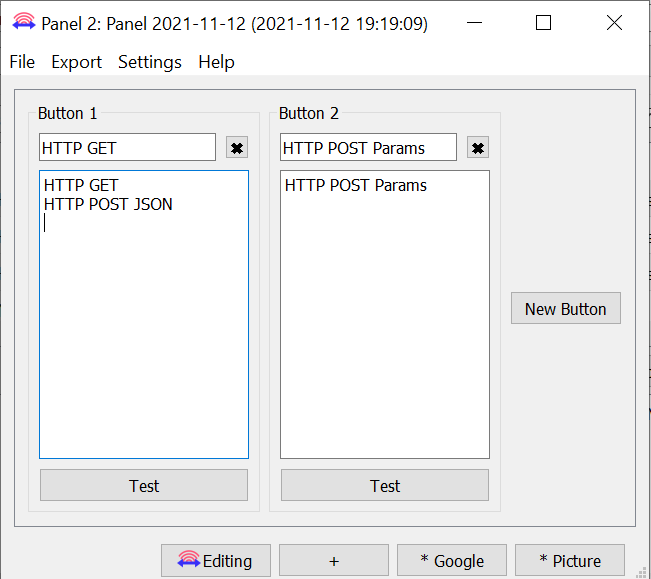 Panel 2: Panel 2021-11-12 (2021-11-12 19:19:09)
File Export Settings Help
Button 1
HTTP GET
HTTP GET
HTTP POST JSON
Test
Button 2
HTTP POST Params
HTTP POST Params
Test
New Button
Editing
+
* Google
* Picture